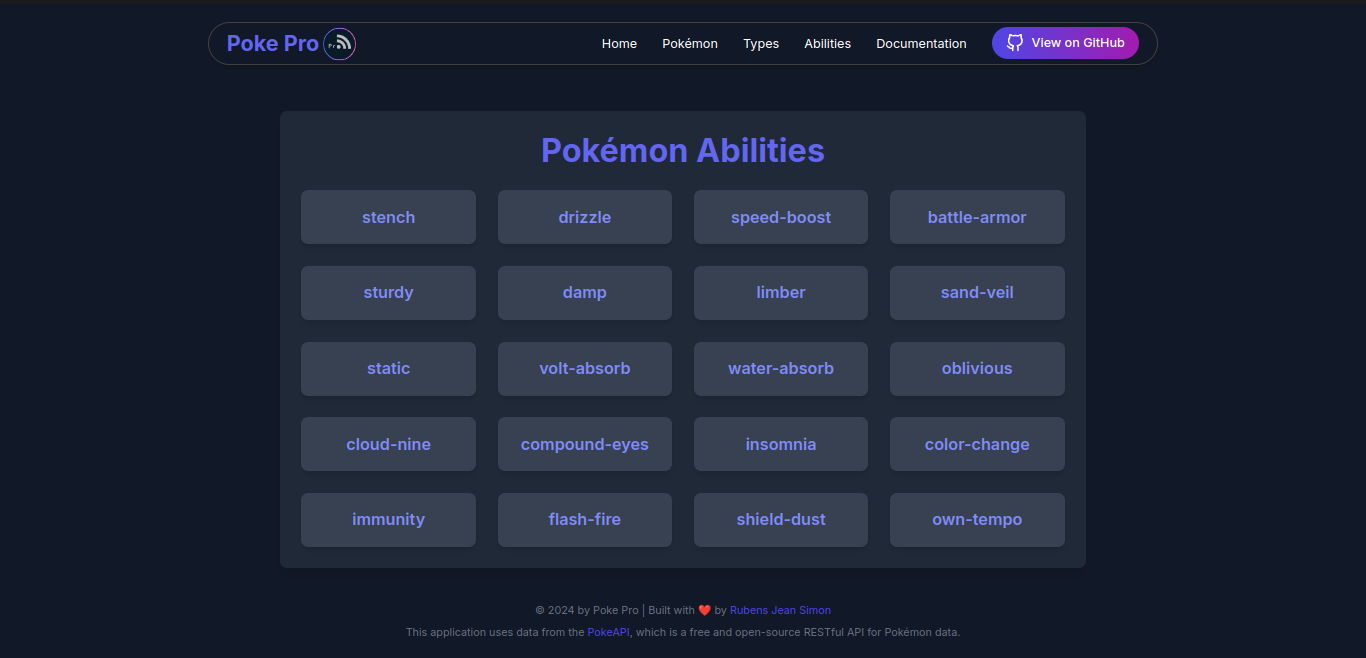 Poke Pro
Home Pokémon Types Abilities Documentation View on GitHub
Pokémon Abilities
stench drizzle speed-boost battle-armor
sturdy damp limber sand-veil
static volt-absorb water-absorb oblivious
cloud-nine compound-eyes insomnia color-change
immunity flash-fire shield-dust own-tempo
© 2024 by Poke Pro | Built with ❤️ by Rubens Jean Simon
This application uses data from the PokeAPI, which is a free and open-source RESTful API for Pokémon data.